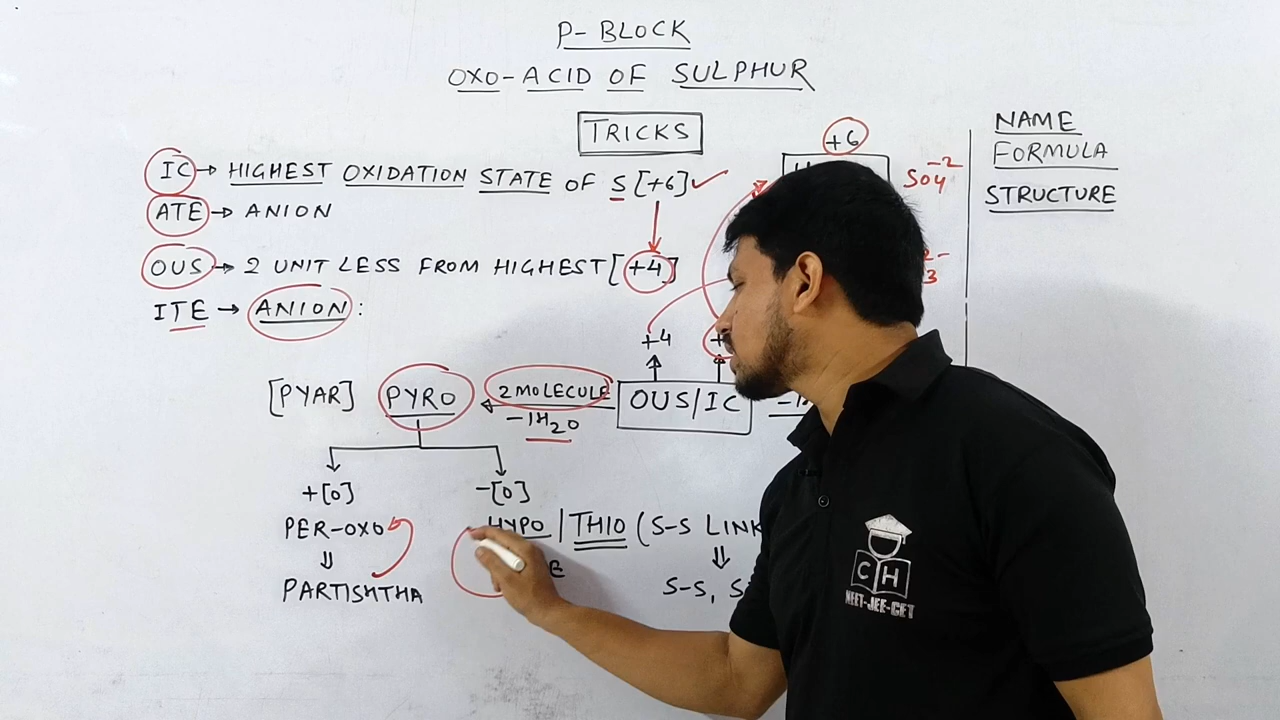 P-BLOCK
OXO-ACID OF SULPHUR
TRICKS
+6
IC → HIGHEST OXIDATION STATE OF S [+6] ✓
SO4 -2
ATE → ANION
OUS → 2 UNIT LESS FROM HIGHEST [+4]
3
ITE → ANION :
+4 +
[PYAR] PYRO 2 MOLECULE OUS/IC
-1H2O
+[O] -[O]
PER-OXO HYPO / THIO (S-S LINK
⇓ E ⇓
PARTISHTHA S-S, S
NAME
FORMULA
STRUCTURE
CH
NEET-JEE-CET